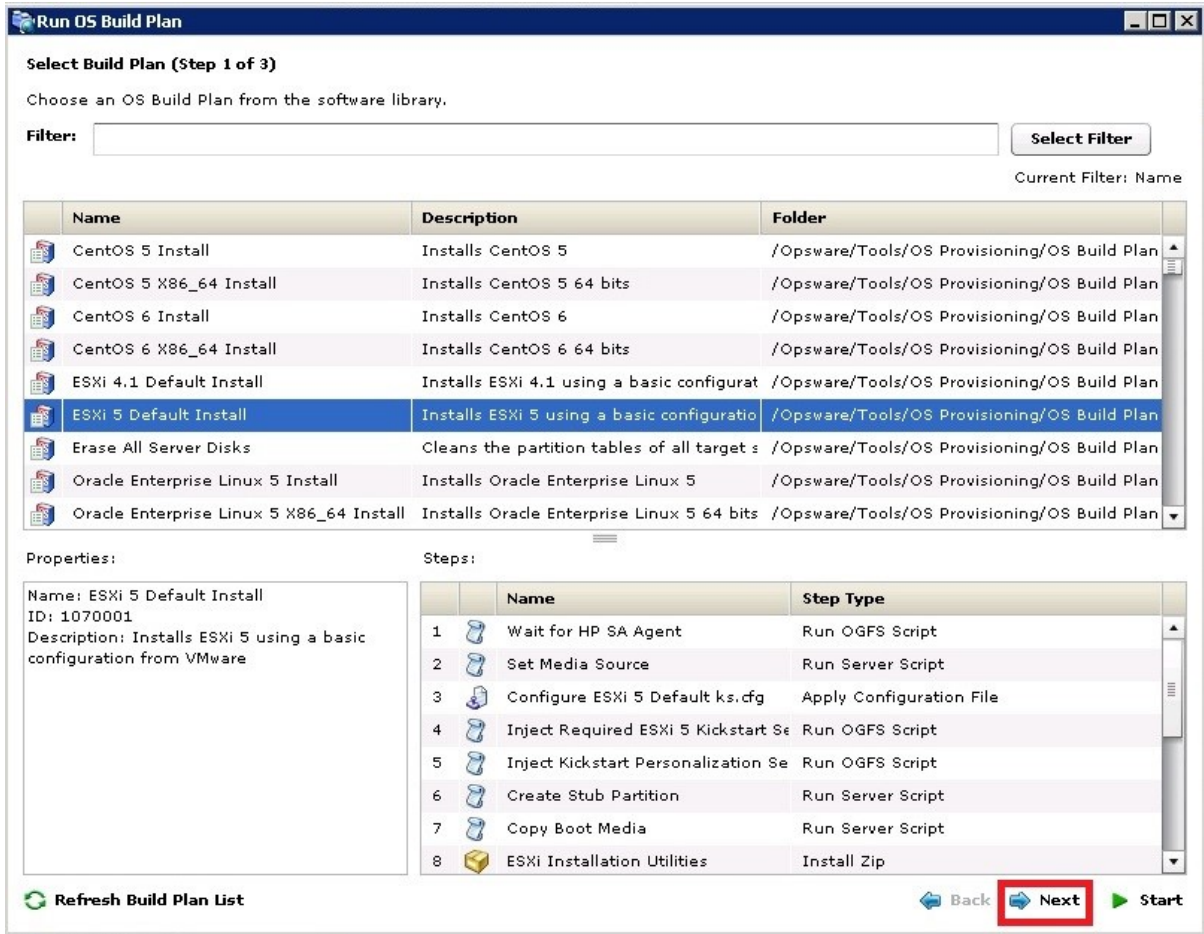 Run OS Build Plan
Select Build Plan (Step 1 of 3)
Choose an OS Build Plan from the software library.
Filter: Select Filter
Current Filter: Name
Name Description Folder
CentOS 5 Install Installs CentOS 5 /Opsware/Tools/OS Provisioning/OS Build Plan
CentOS 5 X86_64 Install Installs CentOS 5 64 bits /Opsware/Tools/OS Provisioning/OS Build Plan
CentOS 6 Install Installs CentOS 6 /Opsware/Tools/OS Provisioning/OS Build Plan
CentOS 6 X86_64 Install Installs CentOS 6 64 bits /Opsware/Tools/OS Provisioning/OS Build Plan
ESXi 4.1 Default Install Installs ESXi 4.1 using a basic configurat /Opsware/Tools/OS Provisioning/OS Build Plan
ESXi 5 Default Install Installs ESXi 5 using a basic configuratio /Opsware/Tools/OS Provisioning/OS Build Plan
Erase All Server Disks Cleans the partition tables of all target s /Opsware/Tools/OS Provisioning/OS Build Plan
Oracle Enterprise Linux 5 Install Installs Oracle Enterprise Linux 5 /Opsware/Tools/OS Provisioning/OS Build Plan
Oracle Enterprise Linux 5 X86_64 Install Installs Oracle Enterprise Linux 5 64 bits /Opsware/Tools/OS Provisioning/OS Build Plan
Properties:
Name: ESXi 5 Default Install
ID: 1070001
Description: Installs ESXi 5 using a basic
configuration from VMware
Steps:
Name Step Type
1 Wait for HP SA Agent Run OGFS Script
2 Set Media Source Run Server Script
3 Configure ESXi 5 Default ks.cfg Apply Configuration File
4 Inject Required ESXi 5 Kickstart Se Run OGFS Script
5 Inject Kickstart Personalization Se Run OGFS Script
6 Create Stub Partition Run Server Script
7 Copy Boot Media Run Server Script
8 ESXi Installation Utilities Install Zip
Refresh Build Plan List Back Next Start